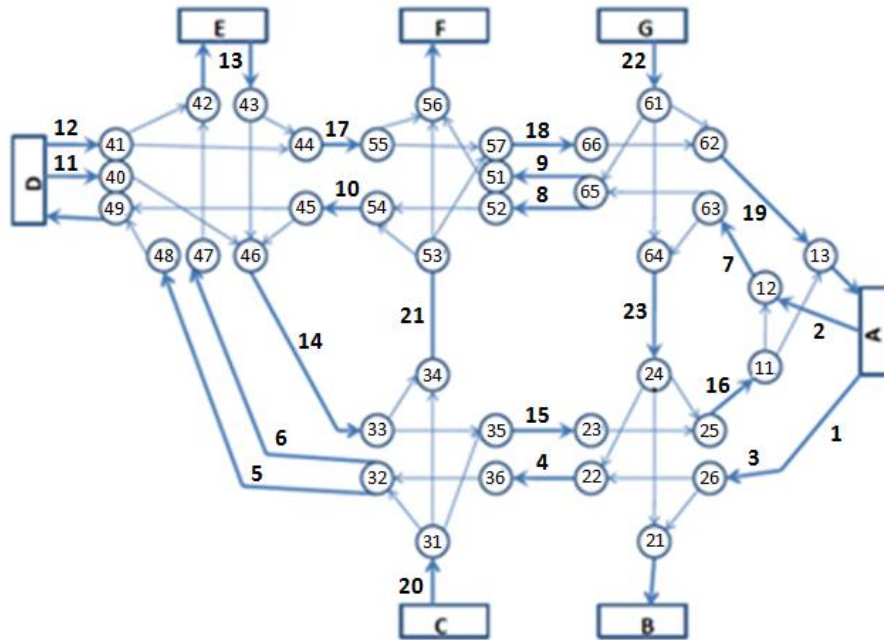 E F G
13 22
42 43 56 61
12 41 44 17 55 57 18 66 62
11 40 51 9
D 65
49 45 10 54 52 8 63 19
48 47 46 53 64 7 13
12
14 21 23 2 A
34 24 16 11
33 35 15 23 25 1
6 3
5 32 36 4 22 26
31 21
20
C B